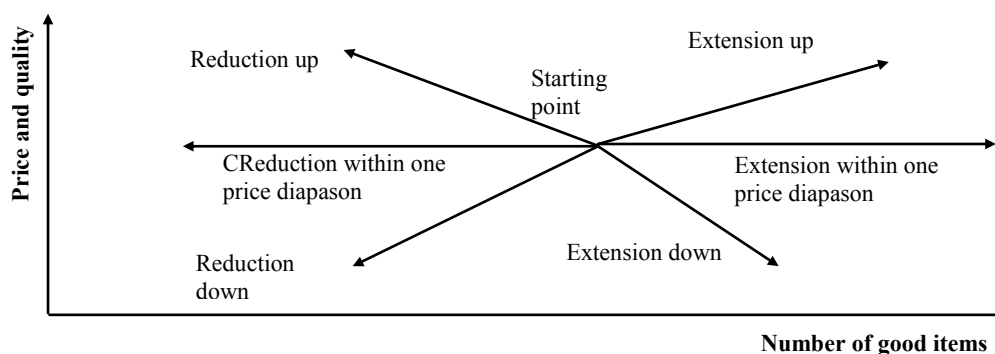 Price and quality
Reduction up
Starting
point
Extension up
CReduction within one
price diapason
Extension within one
price diapason
Reduction
down
Extension down
Number of good items